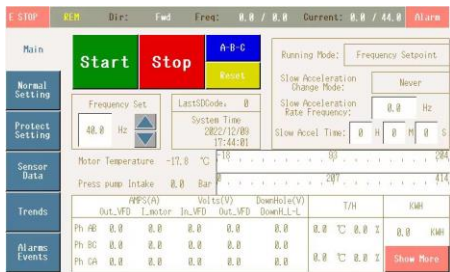 E STOP REM Dir: Fwd Freq: 0.0 / 0.0 Current: 0.0 / 44.0 Alarm
Main
Normal Setting
Protect Setting
Sensor Data
Trends
Alarms Events
Start
Stop
A-B-C
Reset
Running Mode: Frequency Setpoint
Slow Acceleration Change Mode: Never
Slow Acceleration Rate Frequency: 0.0 Hz
Slow Accel Time: 0 H 0 M 0 S
Frequency Set
40.0 Hz
LastSDCode: 0
System Time
2022/12/09
17:44:01
Motor Temperature -17.8 ℃ -18 93 204
Press pump Intake 0.0 Bar 0 207 414
AMPS(A) Volts(V) DownHole(V) T/H KWH
Out_VFD I_motor In_VFD Out_VFD DownH_L-L
Ph AB 0.0 0.0 0.0 0.0 0.0 0.0 ℃ 0.0 % 0.0 KWH
Ph BC 0.0 0.0 0.0 0.0 0.0
Ph CA 0.0 0.0 0.0 0.0 0.0 0.0 ℃ 0.0 % Show More